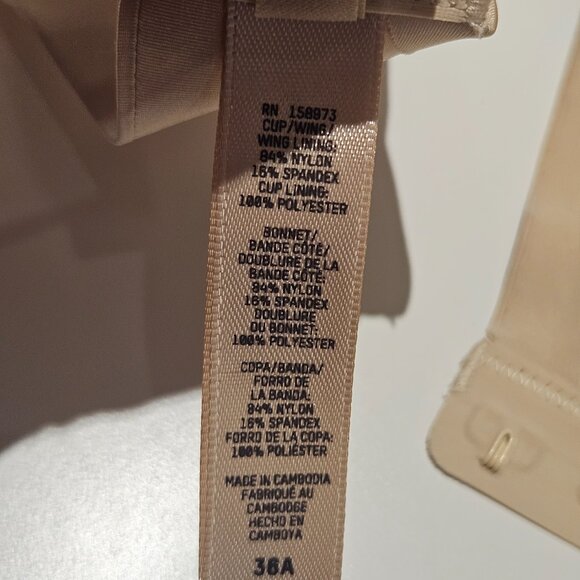 RN 158973
CUP/WING/
WING LINING:
84% NYLON
16% SPANDEX
CUP LINING:
100% POLYESTER
BONNET/
BANDE CÔTÉ/
DOUBLURE DE LA
BANDE CÔTÉ:
84% NYLON
16% SPANDEX
DOUBLURE
DU BONNET:
100% POLYESTER
COPA/BANDA/
FORRO DE
LA BANDA:
84% NYLON
16% SPANDEX
FORRO DE LA COPA:
100% POLIÉSTER
MADE IN CAMBODIA
FABRIQUÉ AU
CAMBODGE
HECHO EN
CAMBOYA
36A